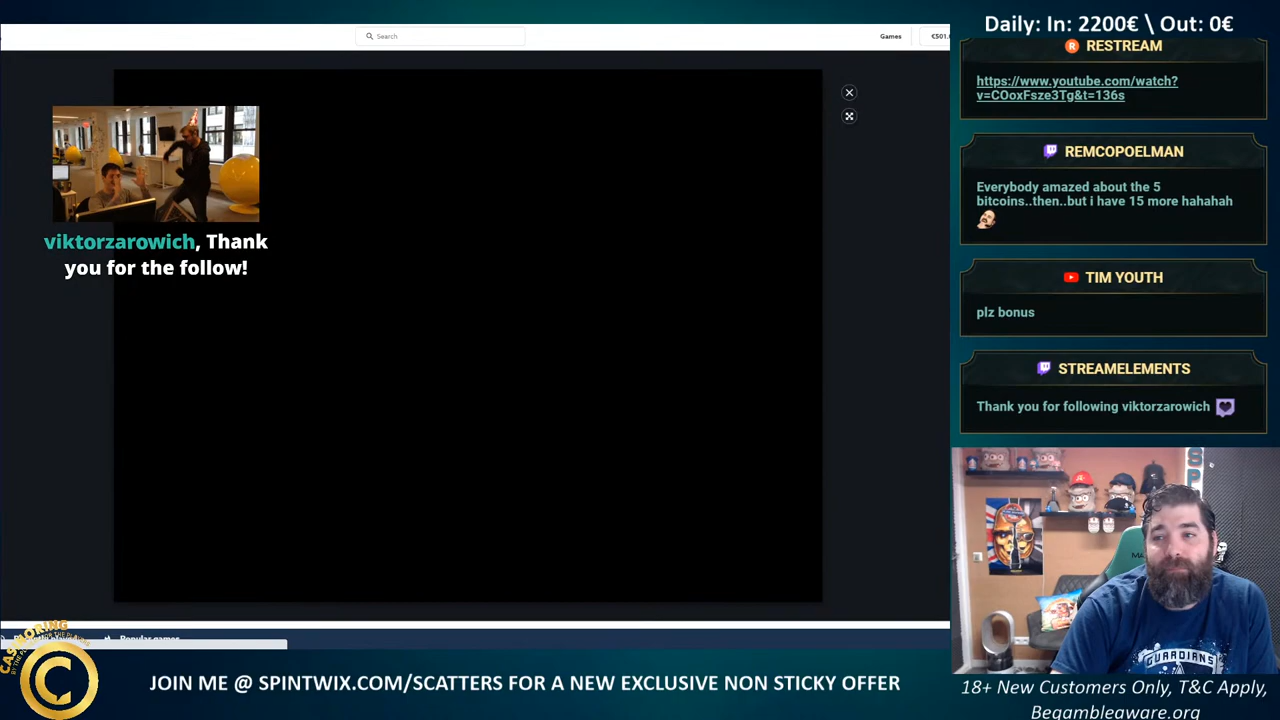 Search
Games
Daily: In: 2200€ \ Out: 0€
RESTREAM
https://www.youtube.com/watch?
v=COoxFsze3Tg&t=136s
REMCOPOELMAN
Everybody amazed about the 5
bitcoins..then..but i have 15 more hahahah
TIM YOUTH
plz bonus
STREAMELEMENTS
Thank you for following viktorzarowich
viktorzarowich, Thank
you for the follow!
Popular games
JOIN ME @ SPINTWIX.COM/SCATTERS FOR A NEW EXCLUSIVE NON STICKY OFFER
GUARDIANS
18+ New Customers Only, T&C Apply,
Begambleaware.org